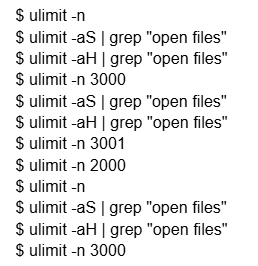 $ ulimit -n
$ ulimit -aS | grep "open files"
$ ulimit -aH | grep "open files"
$ ulimit -n 3000
$ ulimit -aS | grep "open files"
$ ulimit -aH | grep "open files"
$ ulimit -n 3001
$ ulimit -n 2000
$ ulimit -n
$ ulimit -aS | grep "open files"
$ ulimit -aH | grep "open files"
$ ulimit -n 3000